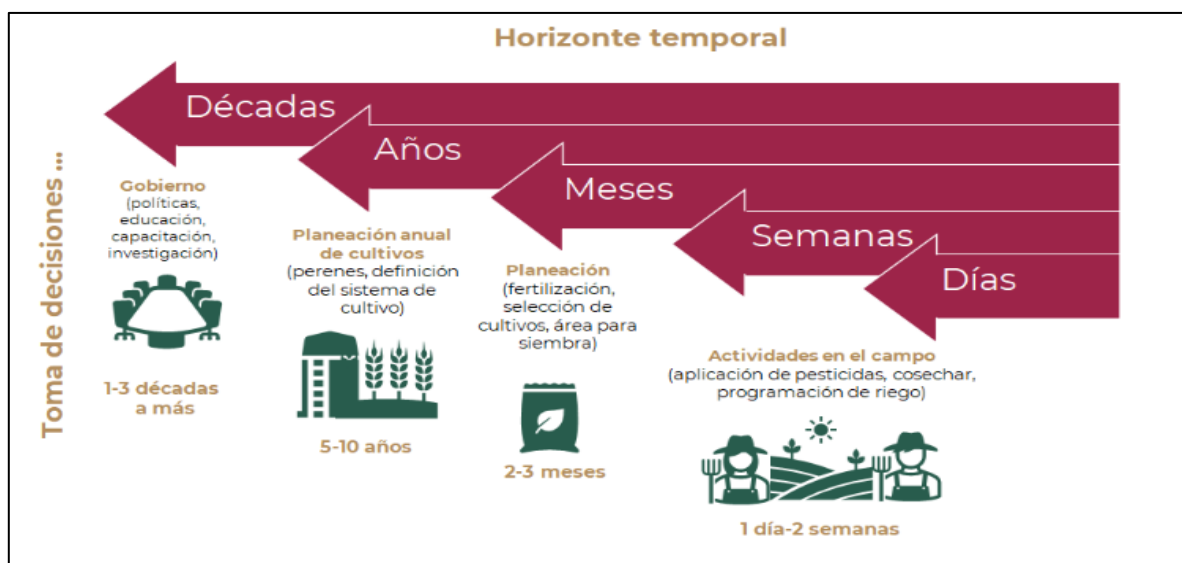 Horizonte temporal
Décadas
Años
Meses
Semanas
Días
Toma de decisiones ...
Gobierno
(políticas,
educación,
capacitación,
investigación)
1-3 décadas
a más
Planeación anual
de cultivos
(perenes, definición
del sistema de
cultivo)
5-10 años
Planeación
(fertilización,
selección de
cultivos, área para
siembra)
2-3 meses
Actividades en el campo
(aplicación de pesticidas, cosechar,
programación de riego)
1 día-2 semanas